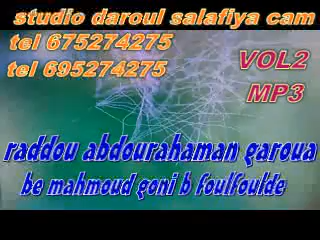 studio daroul salafiya cam
tel 675274275
tel 695274275
VOL2
MP3
raddou abdourahaman garoua
be mahmoud goni b foulfoulde